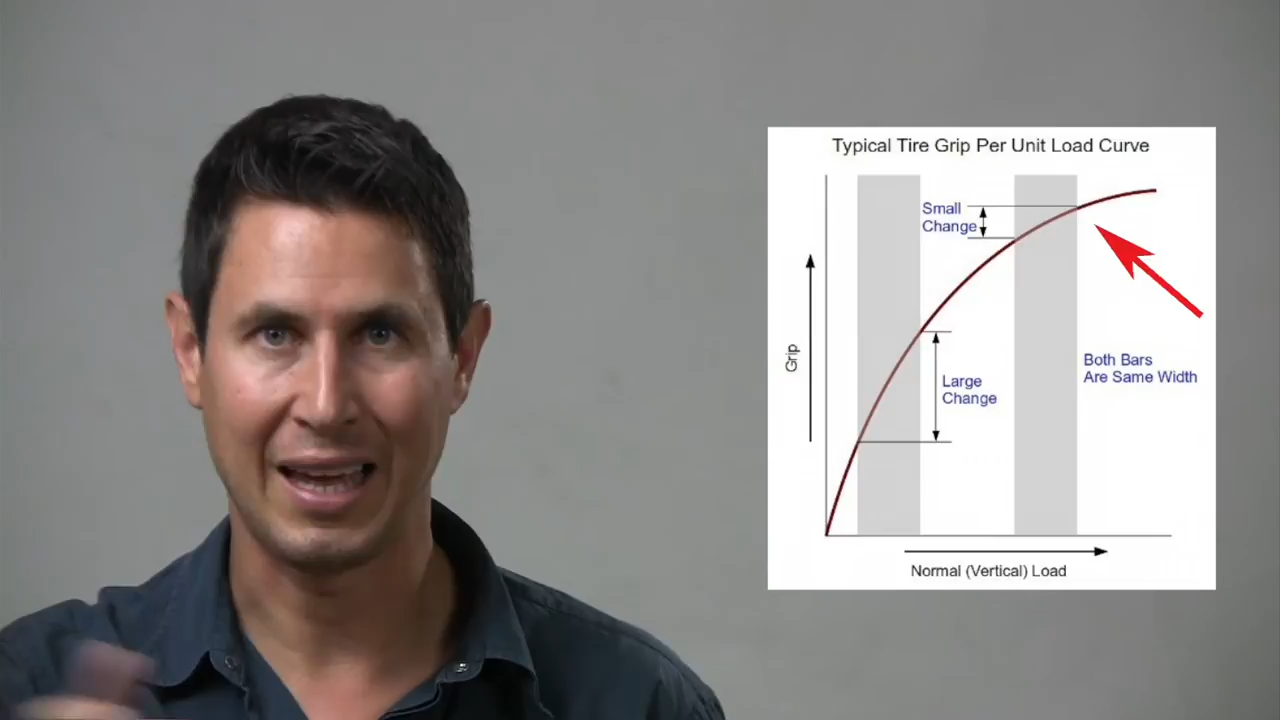 Typical Tire Grip Per Unit Load Curve
Small
Change
Grip
Large
Change
Both Bars
Are Same Width
Normal (Vertical) Load